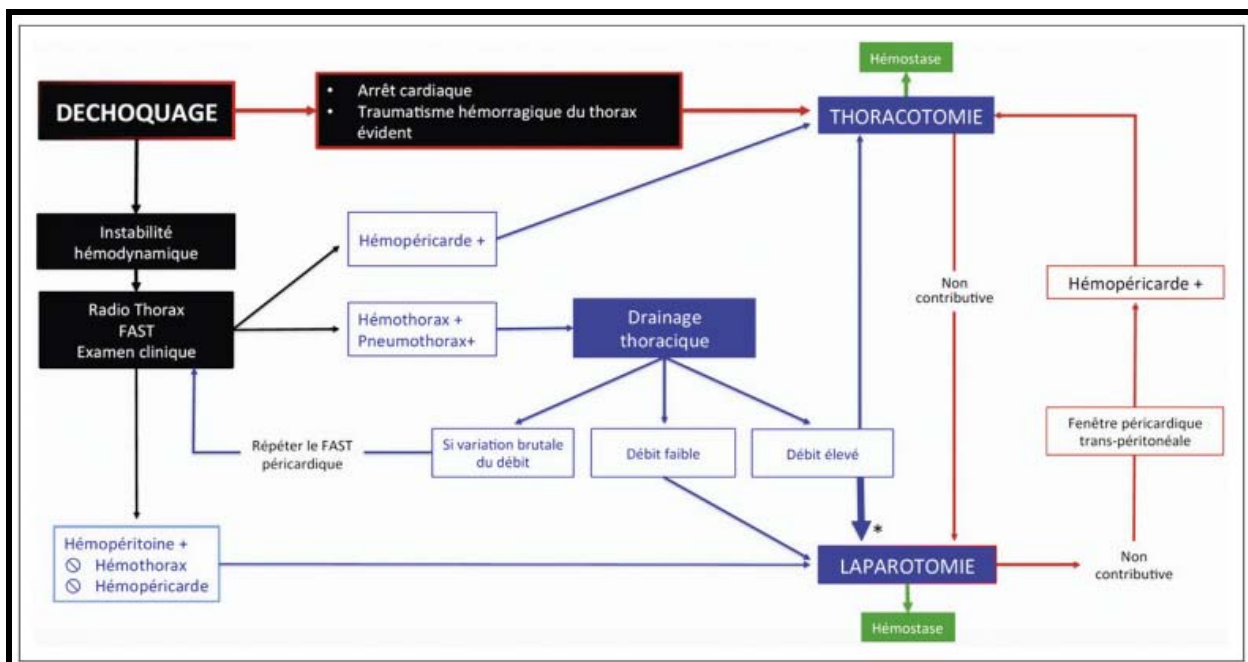 Hémostase
DECHOQUAGE
• Arrêt cardiaque
• Traumatisme hémorragique du thorax
évident
THORACOTOMIE
Instabilité
hémodynamique
Hémopéricarde +
Radio Thorax
FAST
Examen clinique
Hémothorax +
Pneumothorax+
Drainage
thoracique
Non
contributive
Hémopéricarde +
Répéter le FAST
péricardique
Si variation brutale
du débit
Débit faible
Débit élevé
Fenêtre péricardique
trans-péritonéale
*
Hémopéritoine +
Hémothorax
Hémopéricarde
LAPAROTOMIE
Non
contributive
Hémostase